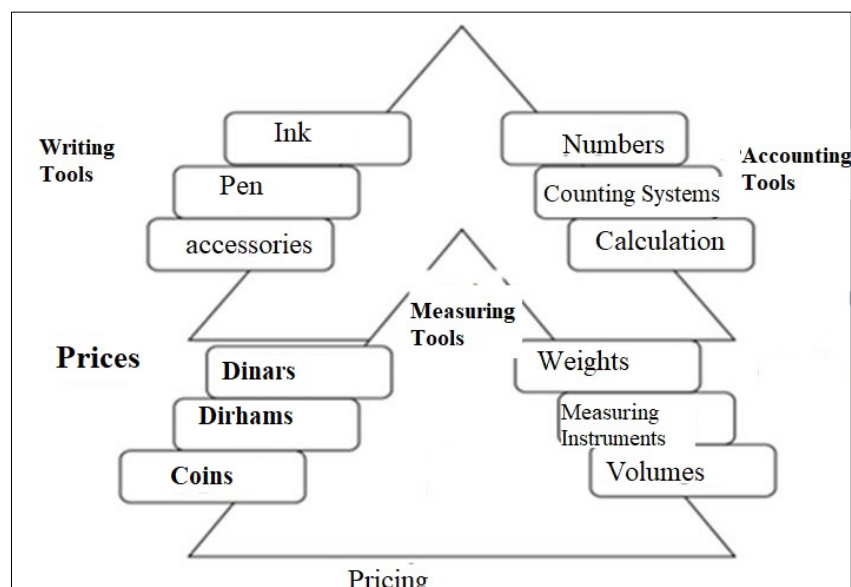 Ink
Numbers
Writing
Tools
'Accounting
Tools
Pen
Counting Systems
accessories
Calculation
Measuring
Tools
Prices
Dinars
Weights
Dirhams
Measuring
Instruments
Coins
Volumes
Pricing